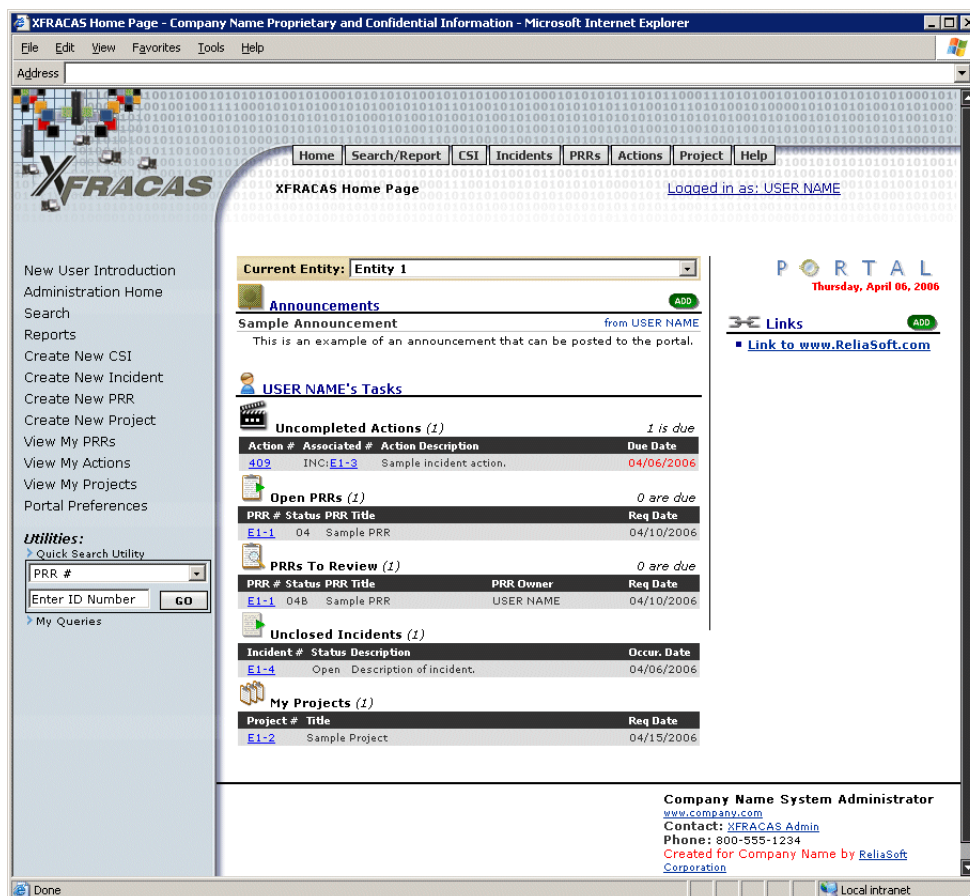 XFRACAS Home Page - Company Name Proprietary and Confidential Information - Microsoft Internet Explorer
File Edit View Favorites Tools Help
Address
XFRACAS
Home Search/Report CSI Incidents PRRs Actions Project Help
XFRACAS Home Page
Logged in as: USER NAME
New User Introduction
Administration Home
Search
Reports
Create New CSI
Create New Incident
Create New PRR
Create New Project
View My PRRs
View My Actions
View My Projects
Portal Preferences
Utilities:
Quick Search Utility
PRR #
Enter ID Number GO
My Queries
Current Entity: Entity 1
Announcements ADD
Sample Announcement from USER NAME
This is an example of an announcement that can be posted to the portal.
USER NAME's Tasks
Uncompleted Actions (1) 1 is due
Action # Associated # Action Description Due Date
409 INC:E1-3 Sample incident action. 04/06/2006
Open PRRs (1) 0 are due
PRR # Status PRR Title Req Date
E1-1 04 Sample PRR 04/10/2006
PRRs To Review (1) 0 are due
PRR # Status PRR Title PRR Owner Req Date
E1-1 04B Sample PRR USER NAME 04/10/2006
Unclosed Incidents (1)
Incident # Status Description Occur. Date
E1-4 Open Description of incident. 04/06/2006
My Projects (1)
Project # Title Req Date
E1-2 Sample Project 04/15/2006
PORTAL
Thursday, April 06, 2006
Links ADD
Link to www.ReliaSoft.com
Company Name System Administrator
www.company.com
Contact: XFRACAS Admin
Phone: 800-555-1234
Created for Company Name by ReliaSoft
Corporation
Done Local intranet